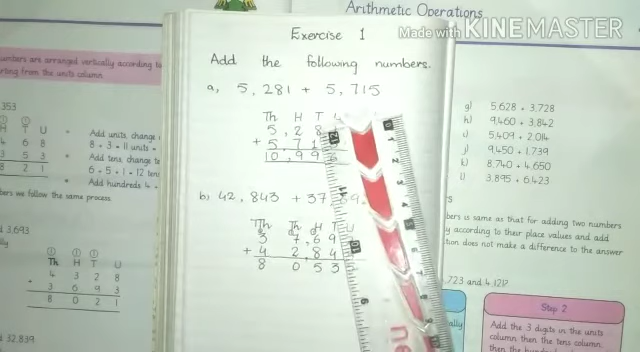 Arithmetic Operations
Made with KINEMASTER
Exercise 1
Add the following numbers.
a, 5,281 + 5,715
Th H T
5, 2 8
+ 5, 7 1
10, 9 9
b) 42,843 + 37
TTh Th H T U
3 7, 6 9
+ 4 2, 8 4
8 0 5 3
numbers are arranged vertically according to
from the units column.
353
H T U
4 6 8
3 5 3
8 2 1
Add units, change
8 + 3 = 11 units =
Add tens, change te
6 + 5 + 1 = 12 tens
Add hundreds 4 +
we follow the same process.
3,693
① ① ①
Th H T U
4 3 2 8
+ 3 6 9 3
8 0 2 1
32,839
g) 5,628 + 3,728
h) 9,460 + 3,842
i) 5,409 + 2,014
j) 9,450 + 1,739
k) 8,740 + 4,650
l) 3,895 + 6,423
is same as that for adding two numbers
according to their place values and add
does not make a difference to the answer
,723 and 4,121?
Step 2
Add the 3 digits in the units
column then the tens column,
then the